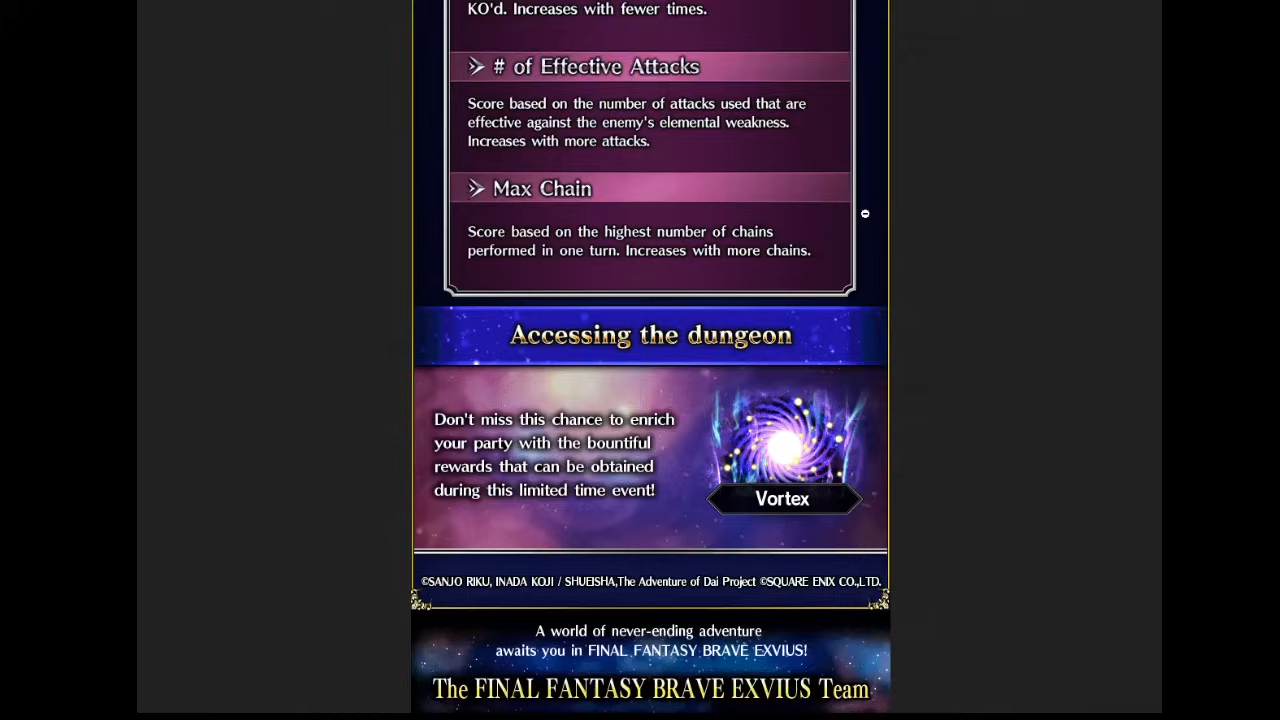 KO'd. Increases with fewer times.
# of Effective Attacks
Score based on the number of attacks used that are
effective against the enemy's elemental weakness.
Increases with more attacks.
Max Chain
Score based on the highest number of chains
performed in one turn. Increases with more chains.
Accessing the dungeon
Don't miss this chance to enrich
your party with the bountiful
rewards that can be obtained
during this limited time event!
Vortex
©SANJO RIKU, INADA KOJI / SHUEISHA,The Adventure of Dai Project ©SQUARE ENIX CO.,LTD.
A world of never-ending adventure
awaits you in FINAL FANTASY BRAVE EXVIUS!
The FINAL FANTASY BRAVE EXVIUS Team